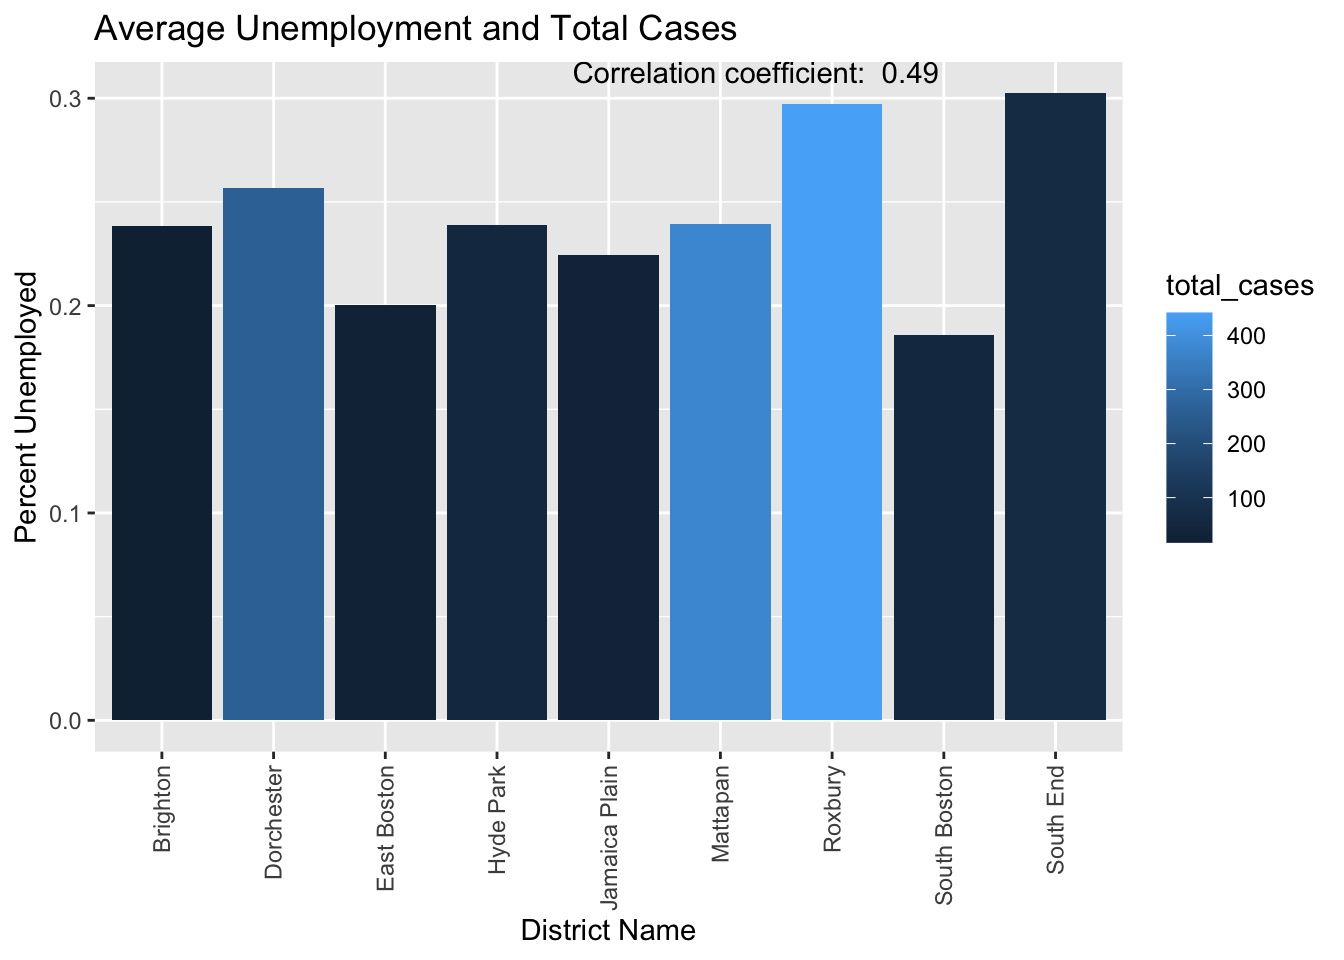 Average Unemployment and Total Cases
Correlation coefficient:  0.49
Percent Unemployed
0.3
0.2
0.1
0.0
Brighton
Dorchester
East Boston
Hyde Park
Jamaica Plain
Mattapan
Roxbury
South Boston
South End
District Name
total_cases
400
300
200
100